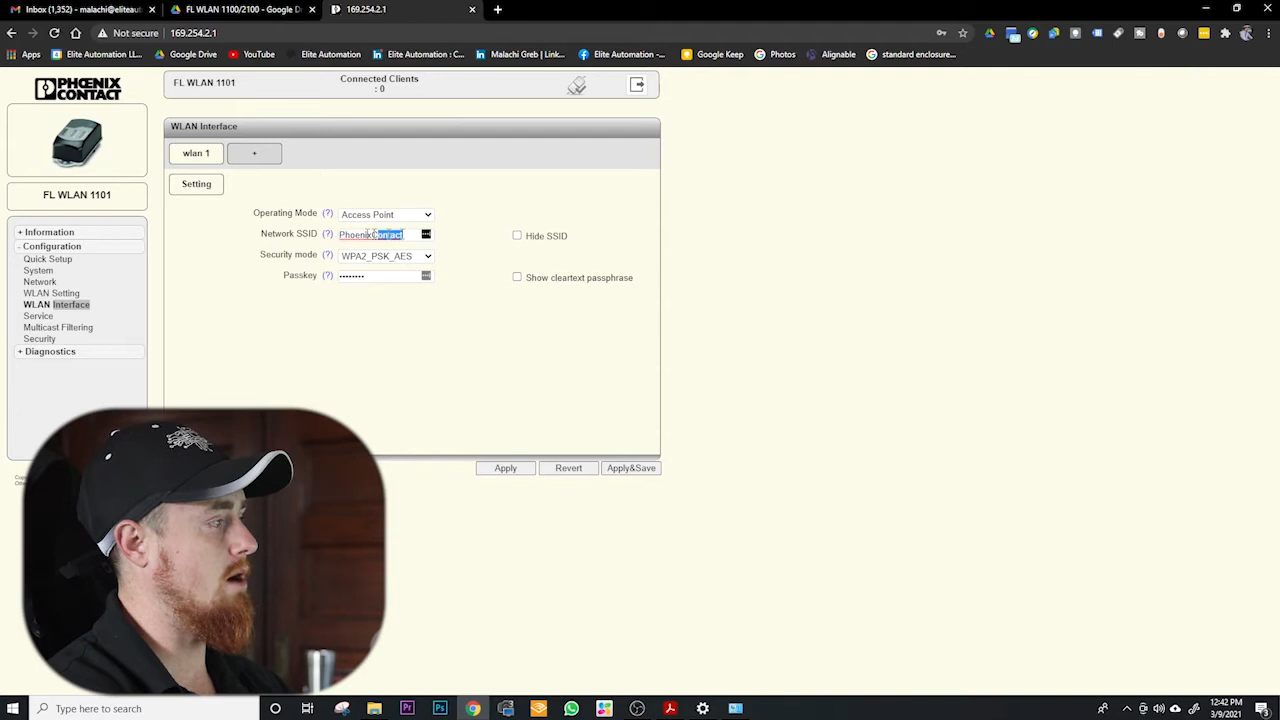 Inbox (1,352) - malachi@eliteaut
FL WLAN 1100/2100 - Google D
169.254.2.1
Not secure
169.254.2.1
Apps
Elite Automation LL...
Google Drive
YouTube
Elite Automation
Elite Automation : C...
Malachi Greb | Link...
Elite Automation -...
Google Keep
Photos
Alignable
standard enclosure...
PHŒNIX
CONTACT
FL WLAN 1101
Connected Clients
: 0
FL WLAN 1101
+ Information
- Configuration
Quick Setup
System
Network
WLAN Setting
WLAN Interface
Service
Multicast Filtering
Security
+ Diagnostics
WLAN Interface
wlan 1
+
Setting
Operating Mode (?) Access Point
Network SSID (?) PhoenixContact
Hide SSID
Security mode (?) WPA2_PSK_AES
Passkey (?) ••••••••
Show cleartext passphrase
Apply
Revert
Apply&Save
Type here to search
12:42 PM
3/9/2021